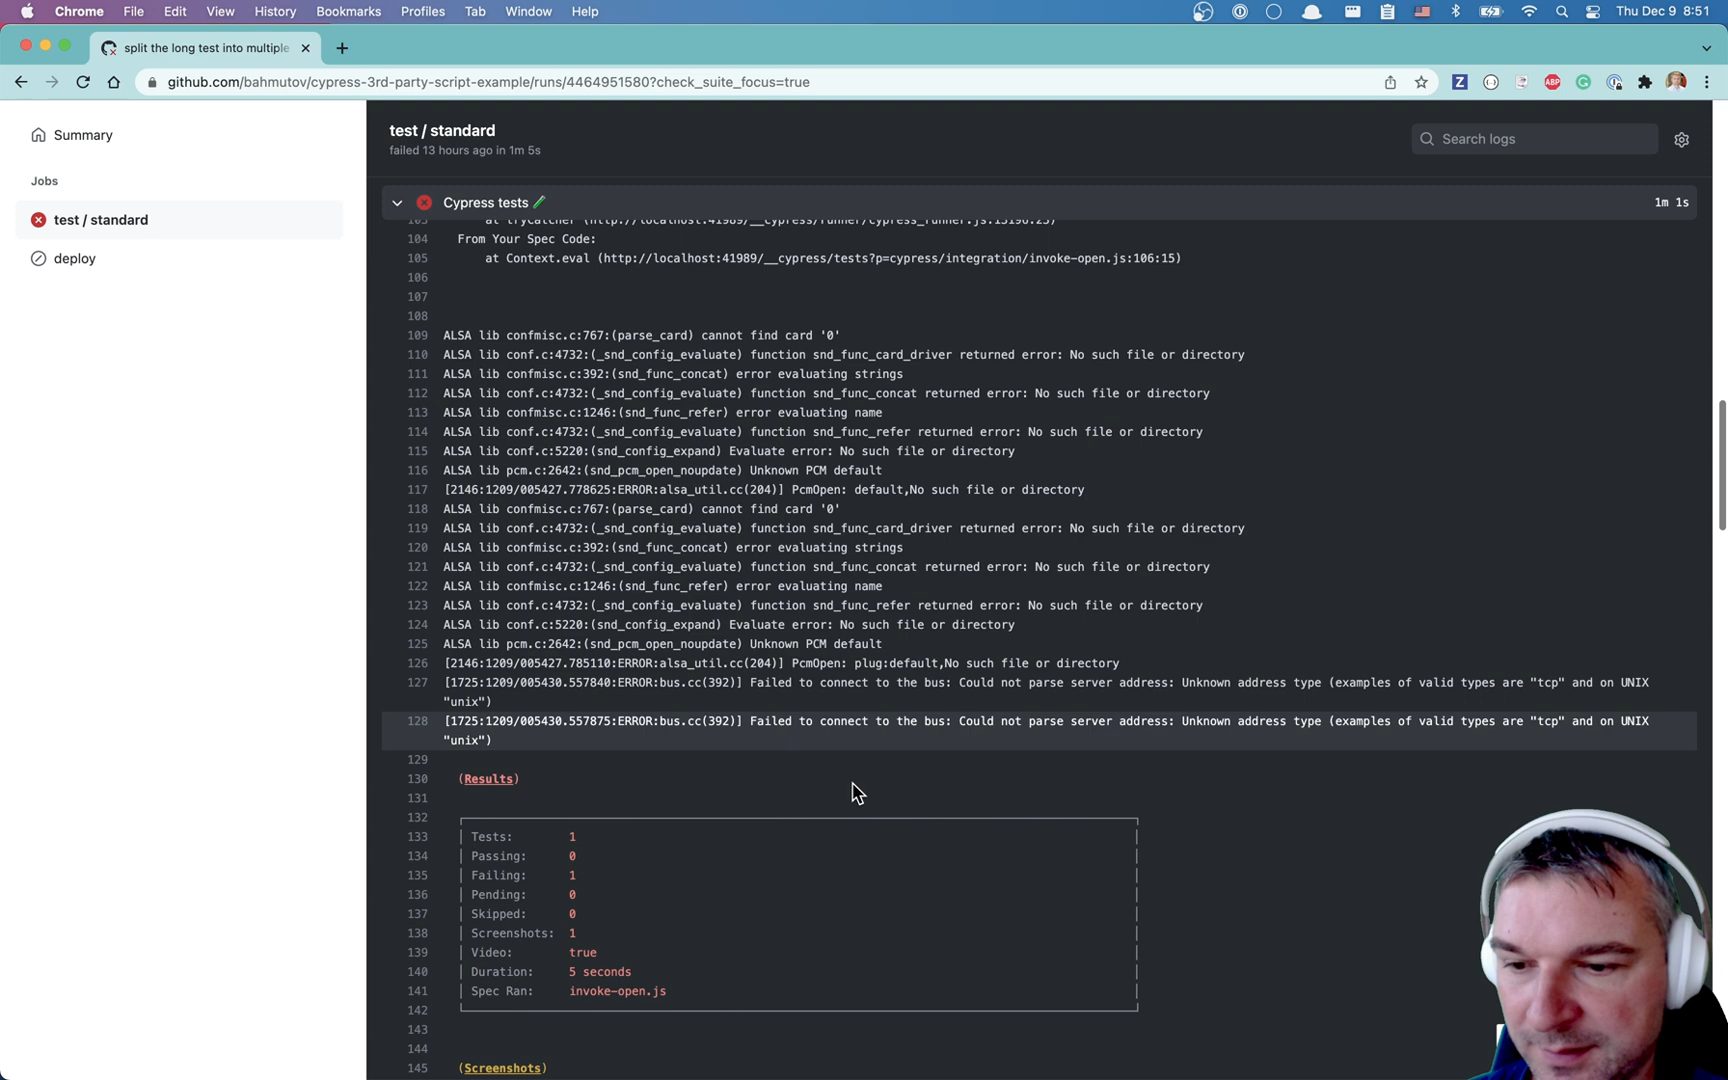 Chrome File Edit View History Bookmarks Profiles Tab Window Help Thu Dec 9 8:51
split the long test into multiple
github.com/bahmutov/cypress-3rd-party-script-example/runs/4464951580?check_suite_focus=true
Summary
Jobs
test / standard
deploy
test / standard
failed 13 hours ago in 1m 5s
Search logs
Cypress tests 1m 1s
103 at tryCatcher (http://localhost:41989/__cypress/runner/cypress_runner.js:13196:23)
104 From Your Spec Code:
105 at Context.eval (http://localhost:41989/__cypress/tests?p=cypress/integration/invoke-open.js:106:15)
106
107
108
109 ALSA lib confmisc.c:767:(parse_card) cannot find card '0'
110 ALSA lib conf.c:4732:(_snd_config_evaluate) function snd_func_card_driver returned error: No such file or directory
111 ALSA lib confmisc.c:392:(snd_func_concat) error evaluating strings
112 ALSA lib conf.c:4732:(_snd_config_evaluate) function snd_func_concat returned error: No such file or directory
113 ALSA lib confmisc.c:1246:(snd_func_refer) error evaluating name
114 ALSA lib conf.c:4732:(_snd_config_evaluate) function snd_func_refer returned error: No such file or directory
115 ALSA lib conf.c:5220:(snd_config_expand) Evaluate error: No such file or directory
116 ALSA lib pcm.c:2642:(snd_pcm_open_noupdate) Unknown PCM default
117 [2146:1209/005427.778625:ERROR:alsa_util.cc(204)] PcmOpen: default,No such file or directory
118 ALSA lib confmisc.c:767:(parse_card) cannot find card '0'
119 ALSA lib conf.c:4732:(_snd_config_evaluate) function snd_func_card_driver returned error: No such file or directory
120 ALSA lib confmisc.c:392:(snd_func_concat) error evaluating strings
121 ALSA lib conf.c:4732:(_snd_config_evaluate) function snd_func_concat returned error: No such file or directory
122 ALSA lib confmisc.c:1246:(snd_func_refer) error evaluating name
123 ALSA lib conf.c:4732:(_snd_config_evaluate) function snd_func_refer returned error: No such file or directory
124 ALSA lib conf.c:5220:(snd_config_expand) Evaluate error: No such file or directory
125 ALSA lib pcm.c:2642:(snd_pcm_open_noupdate) Unknown PCM default
126 [2146:1209/005427.785110:ERROR:alsa_util.cc(204)] PcmOpen: plug:default,No such file or directory
127 [1725:1209/005430.557840:ERROR:bus.cc(392)] Failed to connect to the bus: Could not parse server address: Unknown address type (examples of valid types are "tcp" and on UNIX
"unix")
128 [1725:1209/005430.557875:ERROR:bus.cc(392)] Failed to connect to the bus: Could not parse server address: Unknown address type (examples of valid types are "tcp" and on UNIX
"unix")
129
130 (Results)
131
132
133 Tests: 1
134 Passing: 0
135 Failing: 1
136 Pending: 0
137 Skipped: 0
138 Screenshots: 1
139 Video: true
140 Duration: 5 seconds
141 Spec Ran: invoke-open.js
142
143
144
145 (Screenshots)